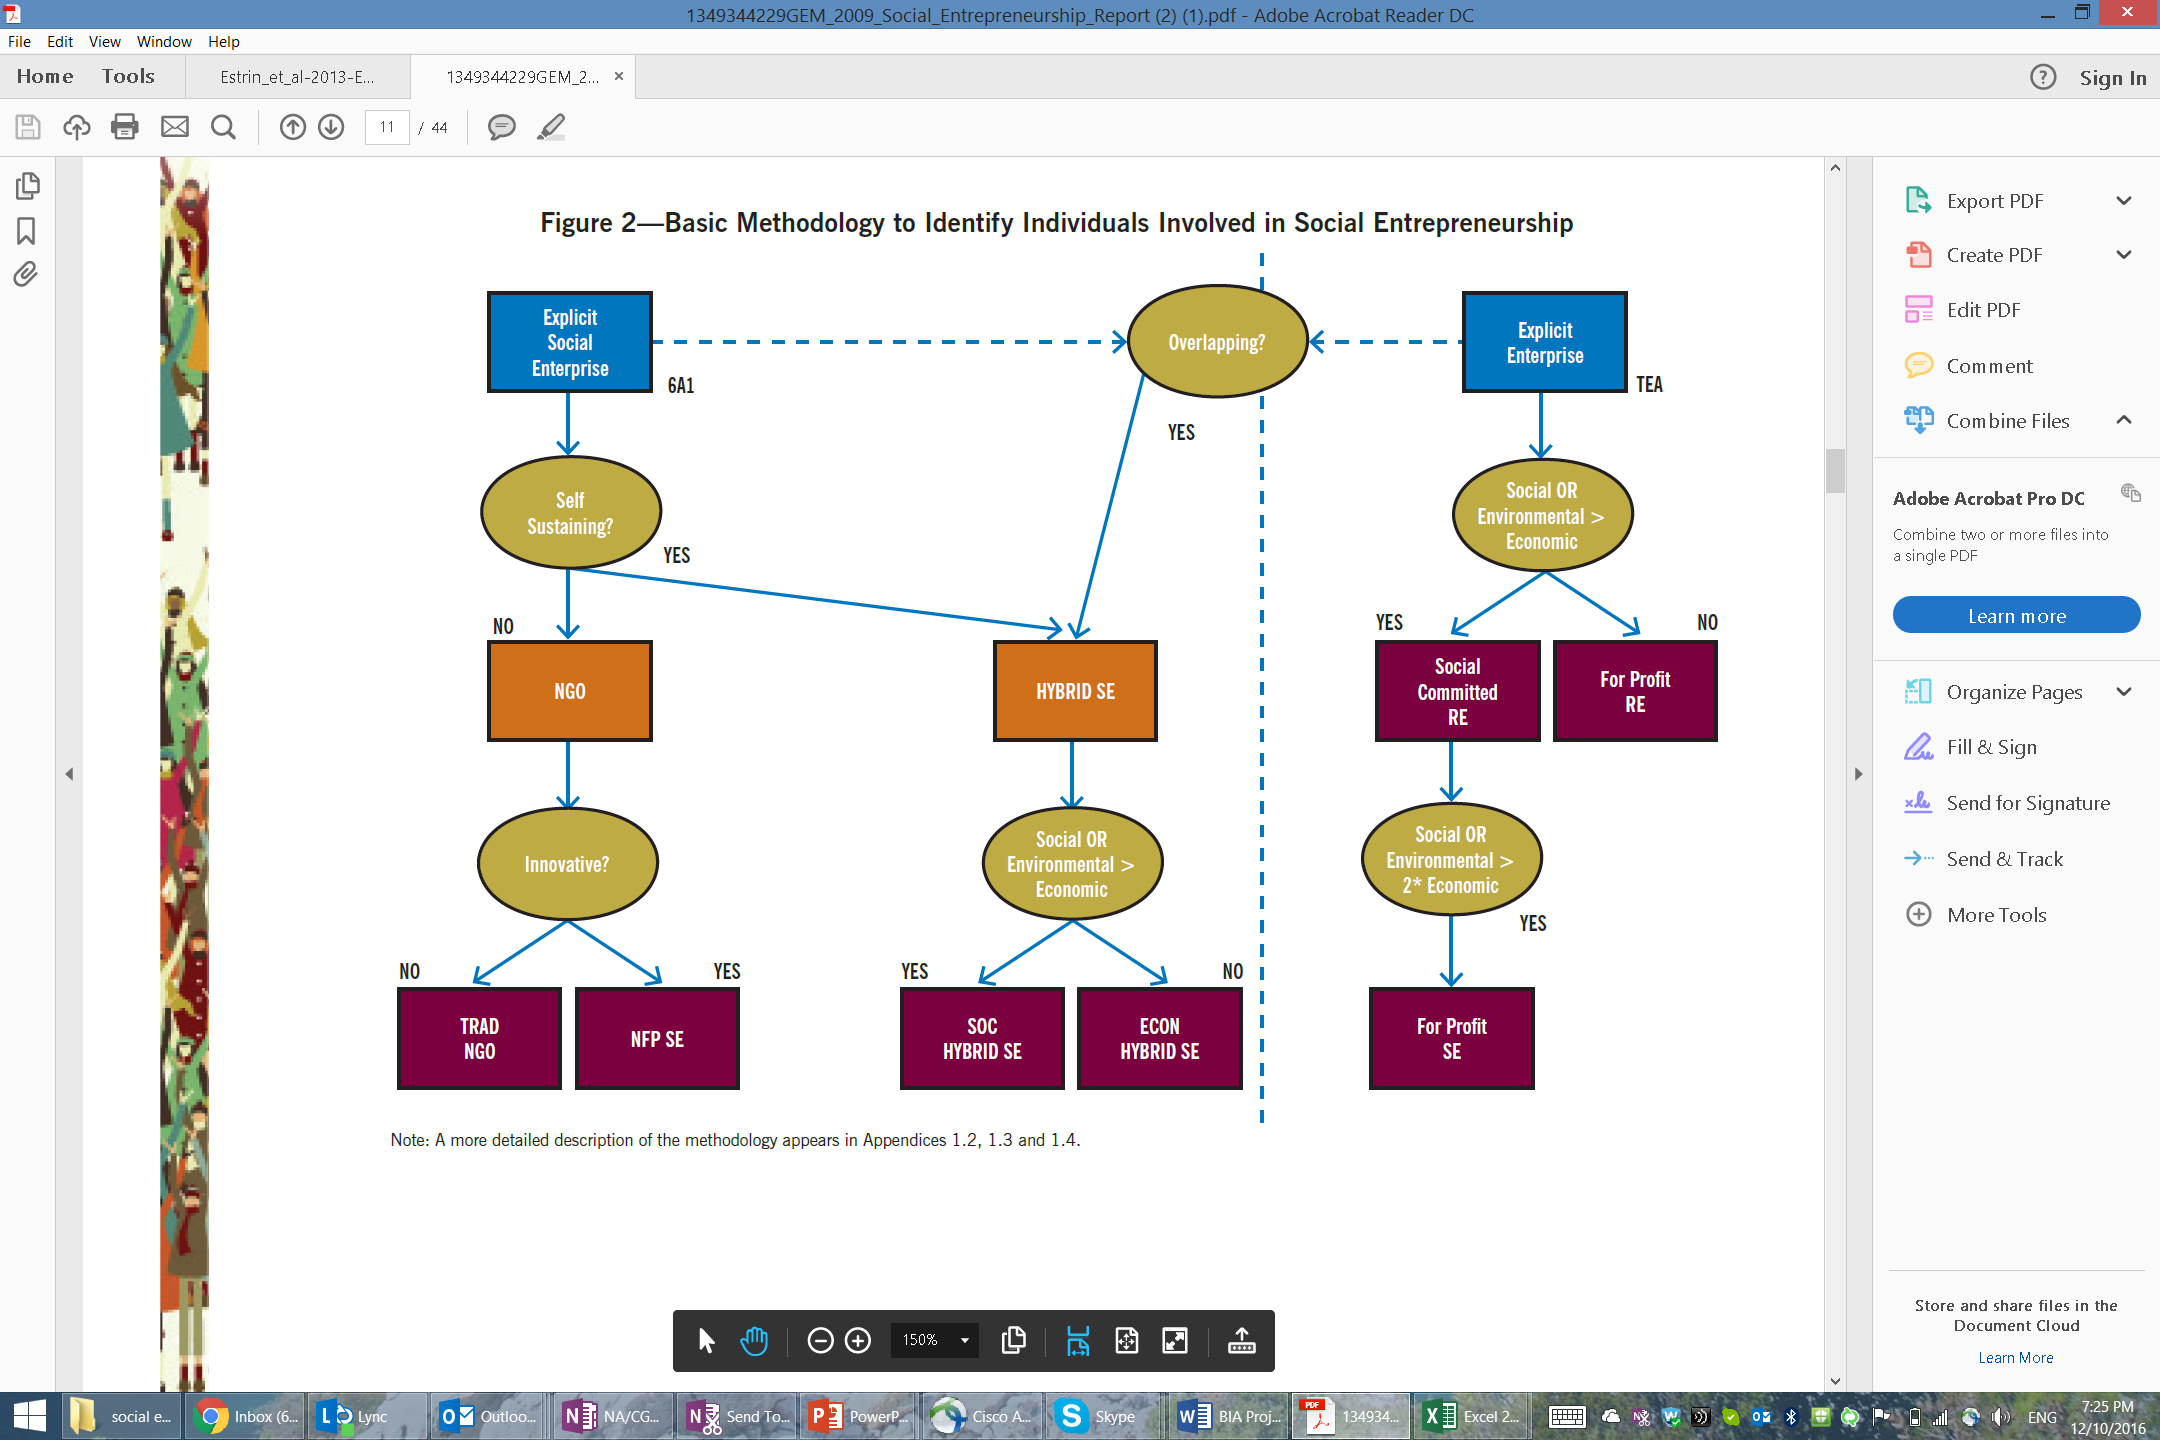 1349344229GEM_2009_Social_Entrepreneurship_Report (2) (1).pdf - Adobe Acrobat Reader DC
File Edit View Window Help
Home Tools Estrin_et_al-2013-E... 1349344229GEM_2... × Sign In
11 / 44
Figure 2—Basic Methodology to Identify Individuals Involved in Social Entrepreneurship
Explicit
Social
Enterprise
6A1
Overlapping?
YES
Explicit
Enterprise
TEA
Self
Sustaining?
YES
NO
Social OR
Environmental >
Economic
YES
NO
NGO
HYBRID SE
Social
Committed
RE
For Profit
RE
Innovative?
NO
YES
Social OR
Environmental >
Economic
YES
NO
Social OR
Environmental >
2* Economic
YES
TRAD
NGO
NFP SE
SOC
HYBRID SE
ECON
HYBRID SE
For Profit
SE
Note: A more detailed description of the methodology appears in Appendices 1.2, 1.3 and 1.4.
150%
Export PDF
Create PDF
Edit PDF
Comment
Combine Files
Adobe Acrobat Pro DC
Combine two or more files into
a single PDF
Learn more
Organize Pages
Fill & Sign
Send for Signature
Send & Track
More Tools
Store and share files in the
Document Cloud
Learn More
social e... Inbox (6... Lync Outloo... NA/CG... Send To... PowerP... Cisco A... Skype BIA Proj... 134934... Excel 2... ENG
7:25 PM
12/10/2016